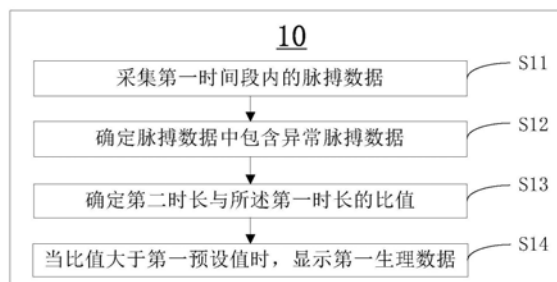 10
采集第一时间段内的脉搏数据
S11
确定脉搏数据中包含异常脉搏数据
S12
确定第二时长与所述第一时长的比值
S13
当比值大于第一预设值时，显示第一生理数据
S14